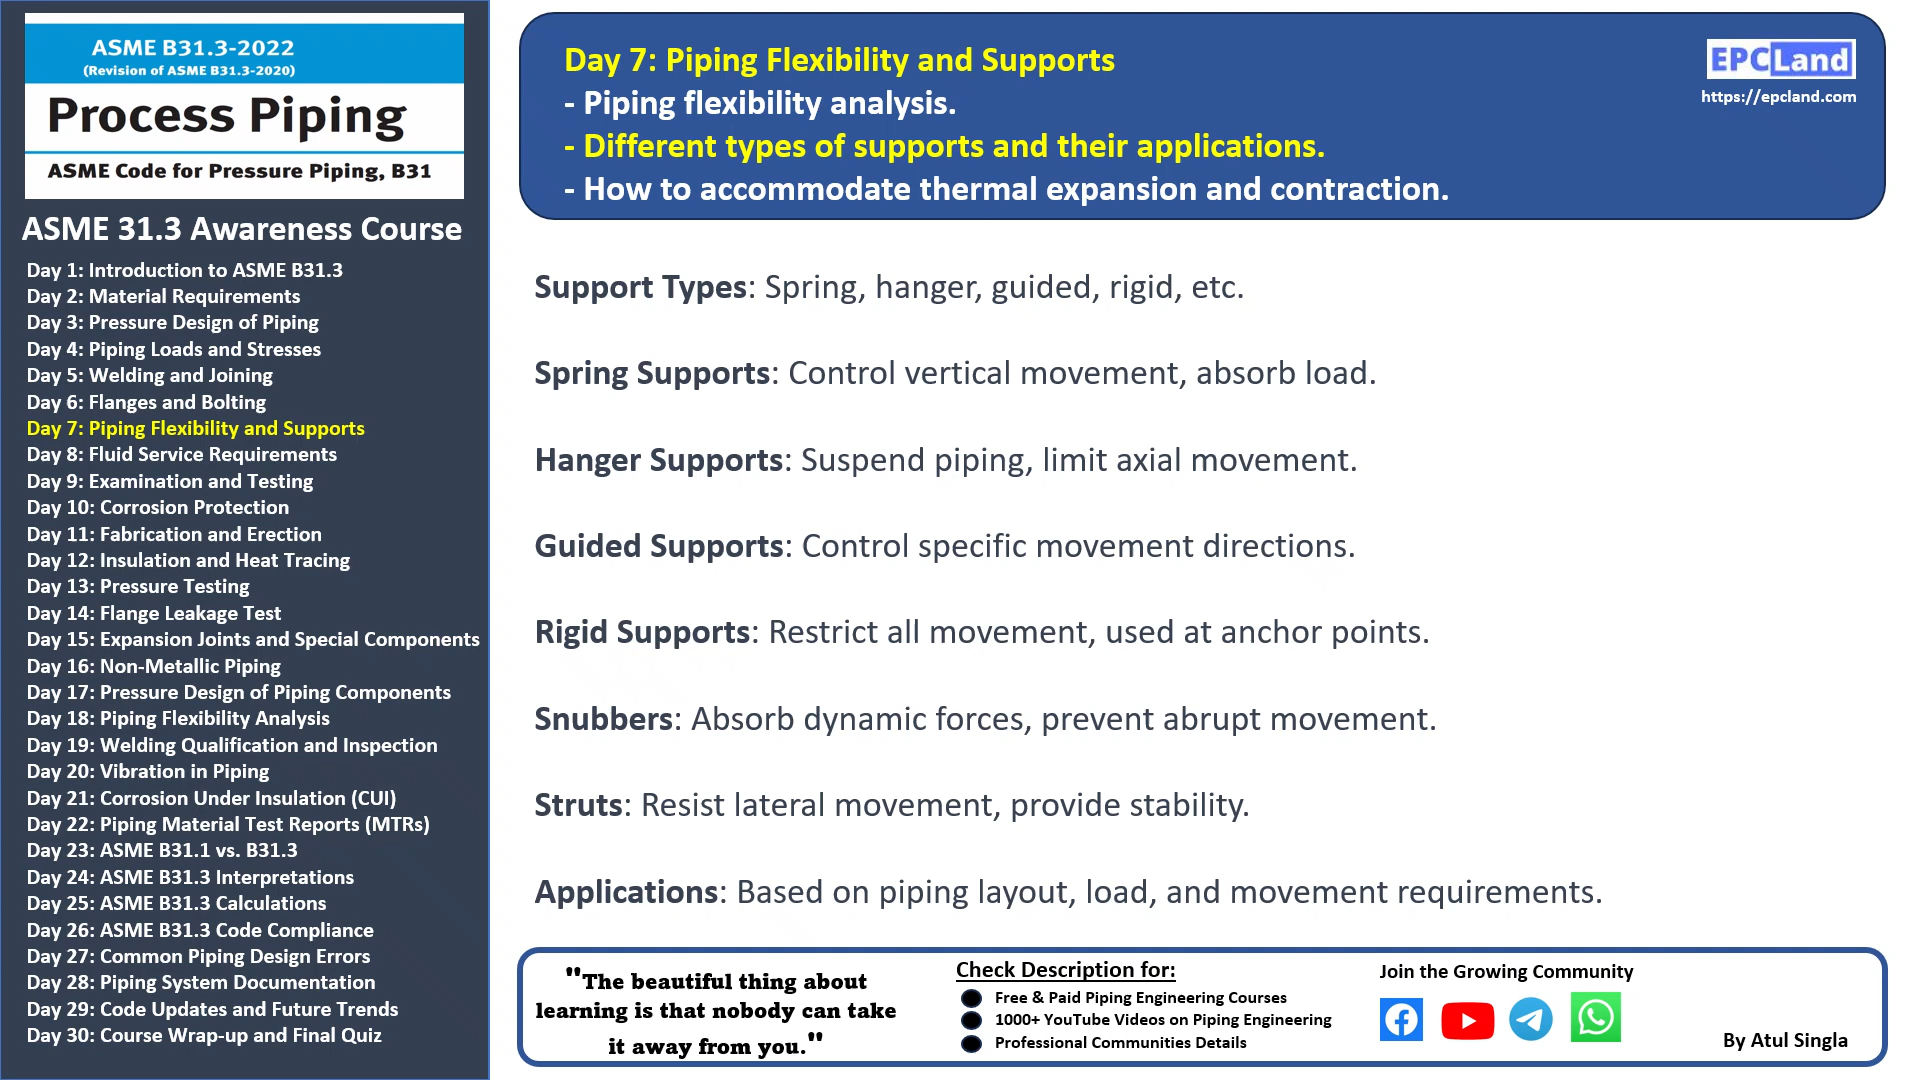 ASME B31.3-2022
(Revision of ASME B31.3-2020)
Process Piping
ASME Code for Pressure Piping, B31
ASME 31.3 Awareness Course
Day 1: Introduction to ASME B31.3
Day 2: Material Requirements
Day 3: Pressure Design of Piping
Day 4: Piping Loads and Stresses
Day 5: Welding and Joining
Day 6: Flanges and Bolting
Day 7: Piping Flexibility and Supports
Day 8: Fluid Service Requirements
Day 9: Examination and Testing
Day 10: Corrosion Protection
Day 11: Fabrication and Erection
Day 12: Insulation and Heat Tracing
Day 13: Pressure Testing
Day 14: Flange Leakage Test
Day 15: Expansion Joints and Special Components
Day 16: Non-Metallic Piping
Day 17: Pressure Design of Piping Components
Day 18: Piping Flexibility Analysis
Day 19: Welding Qualification and Inspection
Day 20: Vibration in Piping
Day 21: Corrosion Under Insulation (CUI)
Day 22: Piping Material Test Reports (MTRs)
Day 23: ASME B31.1 vs. B31.3
Day 24: ASME B31.3 Interpretations
Day 25: ASME B31.3 Calculations
Day 26: ASME B31.3 Code Compliance
Day 27: Common Piping Design Errors
Day 28: Piping System Documentation
Day 29: Code Updates and Future Trends
Day 30: Course Wrap-up and Final Quiz
Day 7: Piping Flexibility and Supports
- Piping flexibility analysis.
- Different types of supports and their applications.
- How to accommodate thermal expansion and contraction.
EPCLand
https://epcland.com
Support Types: Spring, hanger, guided, rigid, etc.
Spring Supports: Control vertical movement, absorb load.
Hanger Supports: Suspend piping, limit axial movement.
Guided Supports: Control specific movement directions.
Rigid Supports: Restrict all movement, used at anchor points.
Snubbers: Absorb dynamic forces, prevent abrupt movement.
Struts: Resist lateral movement, provide stability.
Applications: Based on piping layout, load, and movement requirements.
"The beautiful thing about
learning is that nobody can take
it away from you."
Check Description for:
Free & Paid Piping Engineering Courses
1000+ YouTube Videos on Piping Engineering
Professional Communities Details
Join the Growing Community
By Atul Singla